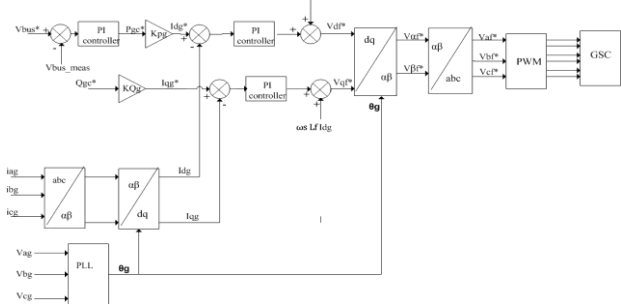 Vbus*
+
-
Vbus_meas
PI
controller
Pgc*
Kpg
Idg*
+
-
PI
controller
+
+
Vdf*
dq
αβ
Vαf*
Vβf*
αβ
abc
Vaf*
Vbf*
Vcf*
PWM
GSC
Qgc*
KQg
Iqg*
+
-
PI
controller
+
+
Vqf*
θg
ωs Lf Idg
iag
ibg
icg
abc
αβ
αβ
dq
Idg
Iqg
Vag
Vbg
Vcg
PLL
θg